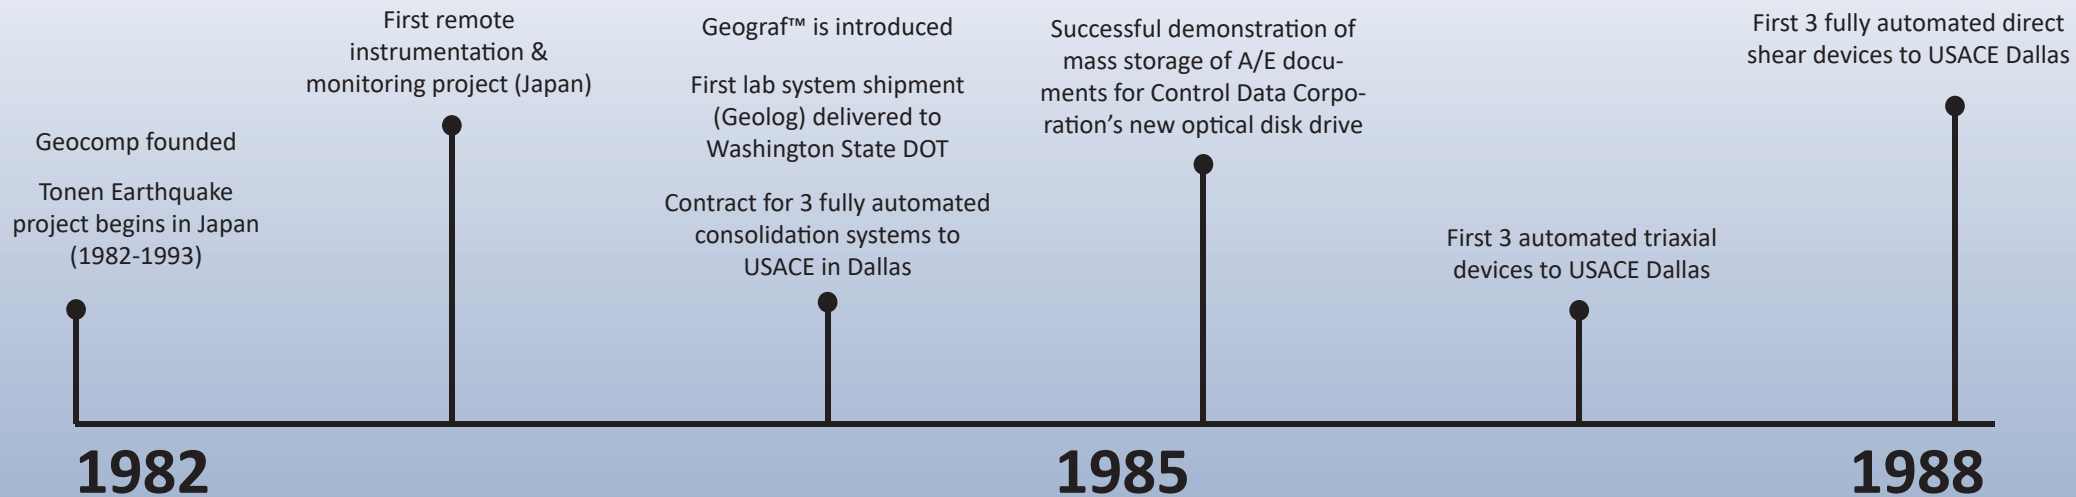 Geocomp founded
Tonen Earthquake
project begins in Japan
(1982-1993)
First remote
instrumentation &
monitoring project (Japan)
Geograf™ is introduced
First lab system shipment
(Geolog) delivered to
Washington State DOT
Contract for 3 fully automated
consolidation systems to
USACE in Dallas
Successful demonstration of
mass storage of A/E docu-
ments for Control Data Corpo-
ration’s new optical disk drive
First 3 automated triaxial
devices to USACE Dallas
First 3 fully automated direct
shear devices to USACE Dallas
1982
1985
1988